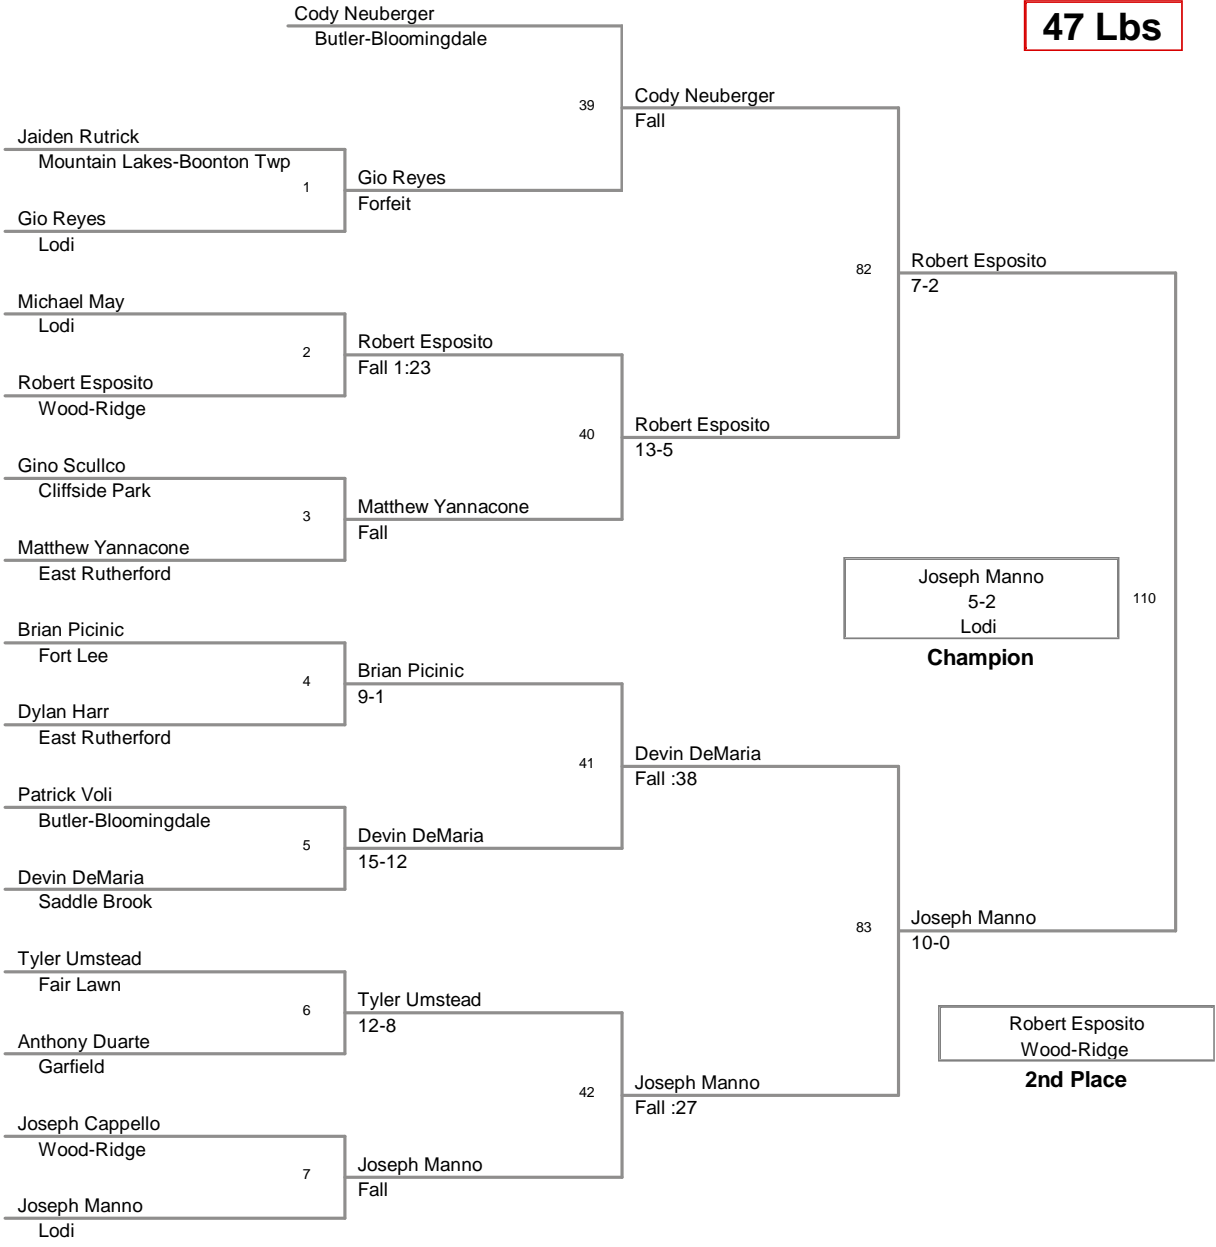 Cody Neuberger
Butler-Bloomingdale
47 Lbs
39
Cody Neuberger
Fall
Jaiden Rutrick
Mountain Lakes-Boonton Twp
1
Gio Reyes
Forfeit
Gio Reyes
Lodi
82
Robert Esposito
7-2
Michael May
Lodi
2
Robert Esposito
Fall 1:23
Robert Esposito
Wood-Ridge
40
Robert Esposito
13-5
Gino Scullco
Cliffside Park
3
Matthew Yannacone
Fall
Matthew Yannacone
East Rutherford
Joseph Manno
5-2
Lodi
110
Champion
Brian Picinic
Fort Lee
4
Brian Picinic
9-1
Dylan Harr
East Rutherford
41
Devin DeMaria
Fall :38
Patrick Voli
Butler-Bloomingdale
5
Devin DeMaria
15-12
Devin DeMaria
Saddle Brook
83
Joseph Manno
10-0
Tyler Umstead
Fair Lawn
6
Tyler Umstead
12-8
Anthony Duarte
Garfield
Robert Esposito
Wood-Ridge
2nd Place
42
Joseph Manno
Fall :27
Joseph Cappello
Wood-Ridge
7
Joseph Manno
Fall
Joseph Manno
Lodi